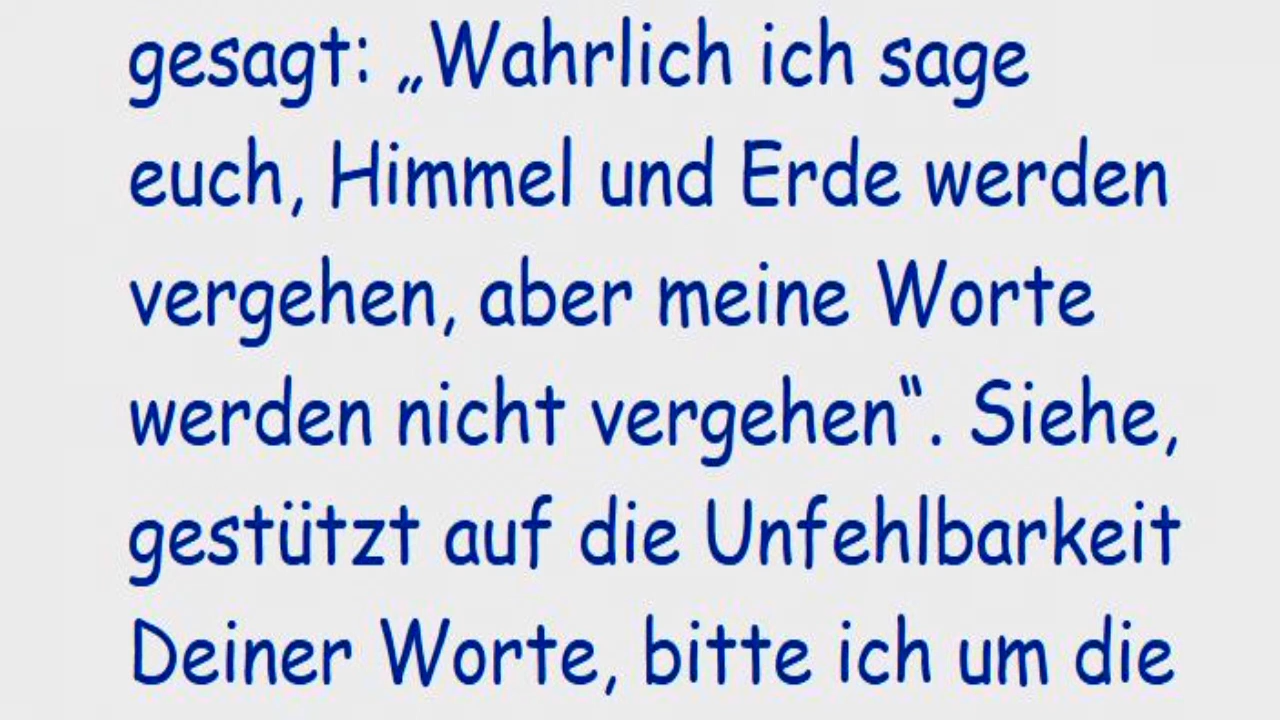 gesagt: „Wahrlich ich sage
euch, Himmel und Erde werden
vergehen, aber meine Worte
werden nicht vergehen“. Siehe,
gestützt auf die Unfehlbarkeit
Deiner Worte, bitte ich um die